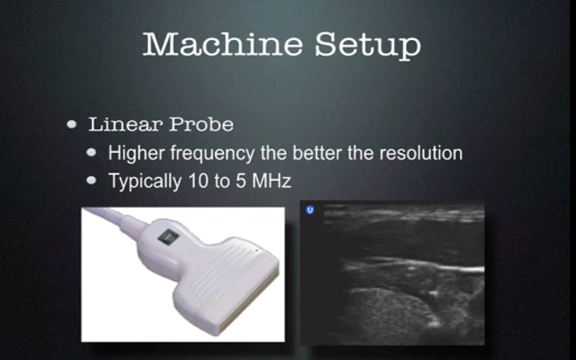 Machine Setup
Linear Probe
Higher frequency the better the resolution
Typically 10 to 5 MHz